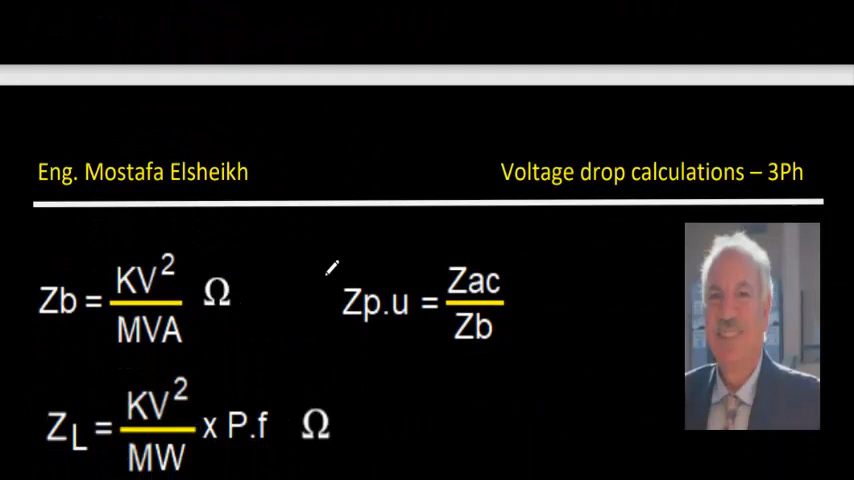 Eng. Mostafa Elsheikh
Voltage drop calculations – 3Ph
Zb = KV² / MVA Ω
Zp.u = Zac / Zb
ZL = KV² / MW x P.f Ω